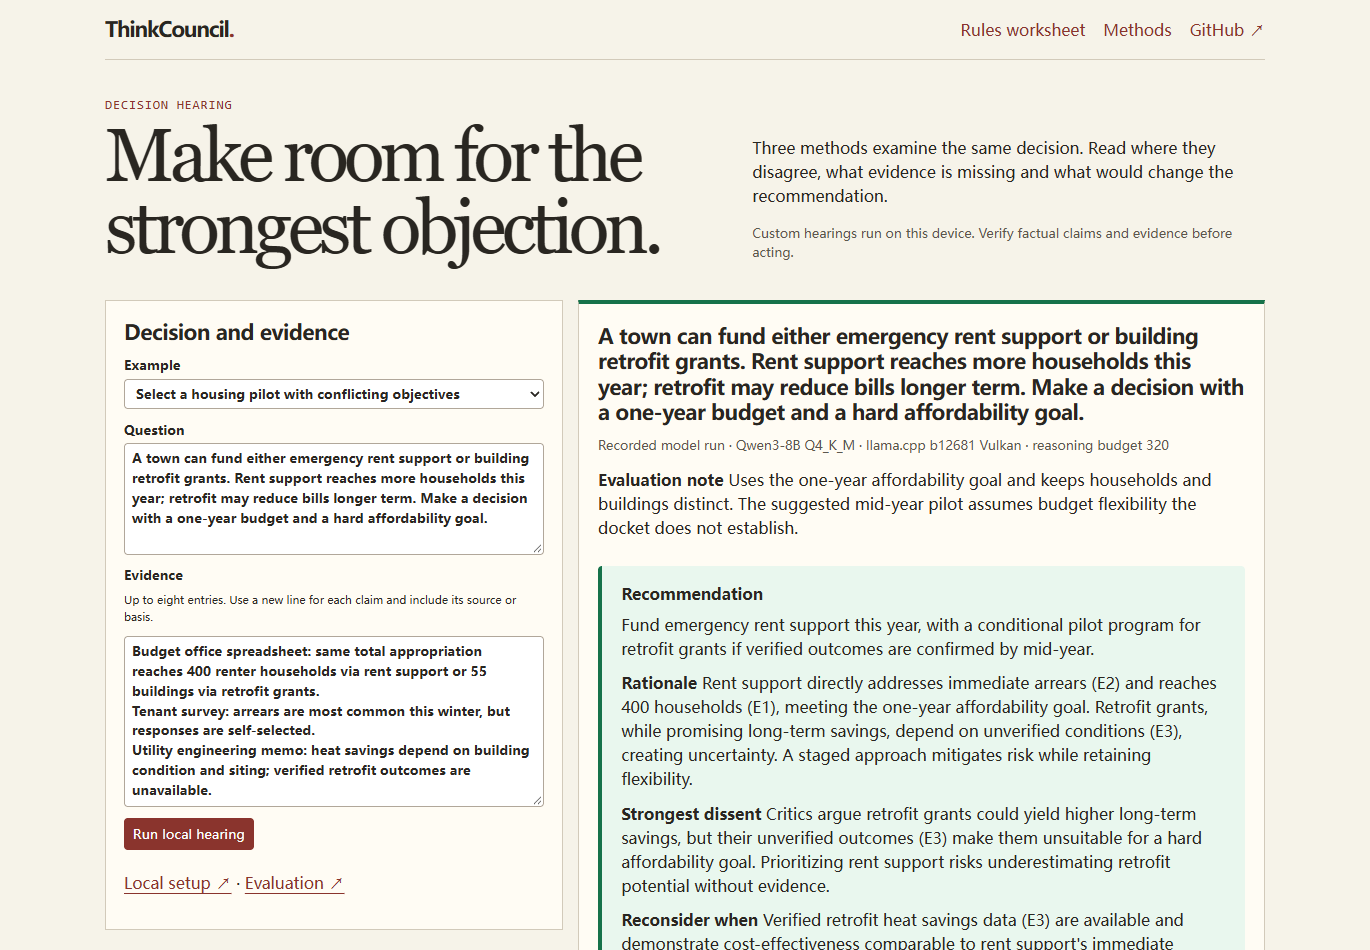 ThinkCouncil.
Rules worksheet Methods GitHub ↗
DECISION HEARING
Make room for the
strongest objection.
Three methods examine the same decision. Read where they
disagree, what evidence is missing and what would change the
recommendation.
Custom hearings run on this device. Verify factual claims and evidence before
acting.
Decision and evidence
Example
Select a housing pilot with conflicting objectives
Question
A town can fund either emergency rent support or building
retrofit grants. Rent support reaches more households this
year; retrofit may reduce bills longer term. Make a decision
with a one-year budget and a hard affordability goal.
Evidence
Up to eight entries. Use a new line for each claim and include its source or
basis.
Budget office spreadsheet: same total appropriation
reaches 400 renter households via rent support or 55
buildings via retrofit grants.
Tenant survey: arrears are most common this winter, but
responses are self-selected.
Utility engineering memo: heat savings depend on building
condition and siting; verified retrofit outcomes are
unavailable.
Run local hearing
Local setup ↗ · Evaluation ↗
A town can fund either emergency rent support or building
retrofit grants. Rent support reaches more households this
year; retrofit may reduce bills longer term. Make a decision with
a one-year budget and a hard affordability goal.
Recorded model run · Qwen3-8B Q4_K_M · llama.cpp b12681 Vulkan · reasoning budget 320
Evaluation note Uses the one-year affordability goal and keeps households and
buildings distinct. The suggested mid-year pilot assumes budget flexibility the
docket does not establish.
Recommendation
Fund emergency rent support this year, with a conditional pilot program for
retrofit grants if verified outcomes are confirmed by mid-year.
Rationale Rent support directly addresses immediate arrears (E2) and reaches
400 households (E1), meeting the one-year affordability goal. Retrofit grants,
while promising long-term savings, depend on unverified conditions (E3),
creating uncertainty. A staged approach mitigates risk while retaining
flexibility.
Strongest dissent Critics argue retrofit grants could yield higher long-term
savings, but their unverified outcomes (E3) make them unsuitable for a hard
affordability goal. Prioritizing rent support risks underestimating retrofit
potential without evidence.
Reconsider when Verified retrofit heat savings data (E3) are available and
demonstrate cost-effectiveness comparable to rent support's immediate